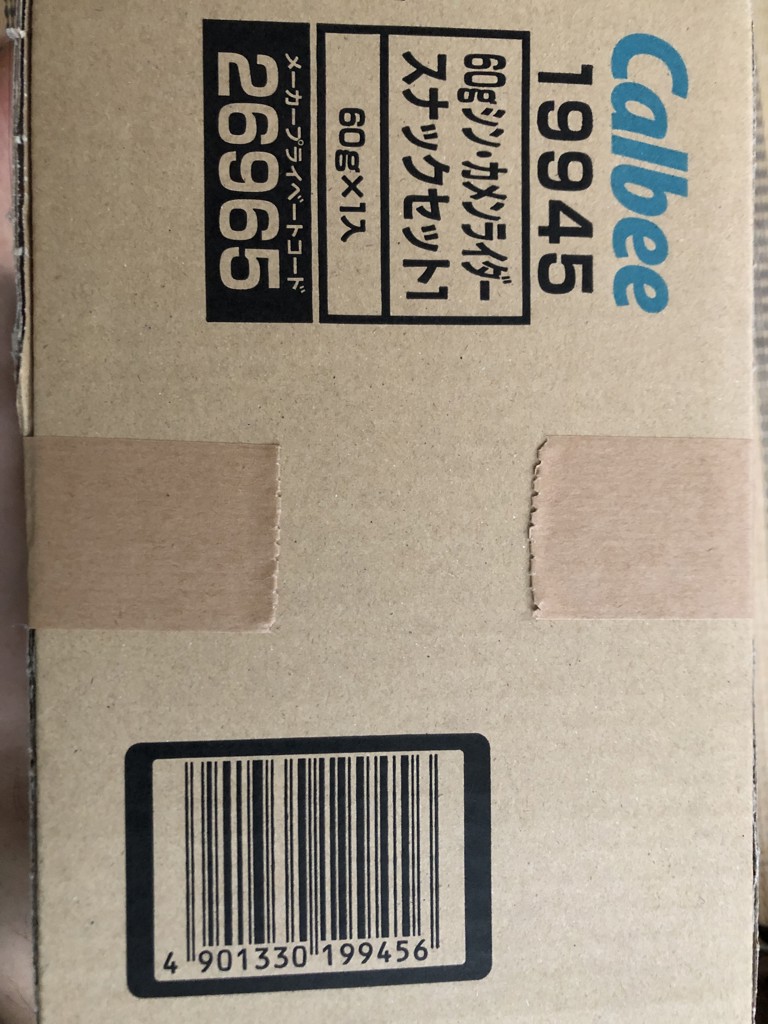 Calbee
19945
60gシン・カメンライダー
スナックセット1
60g×1入
メーカープライベートコード
26965
4 901330 199456